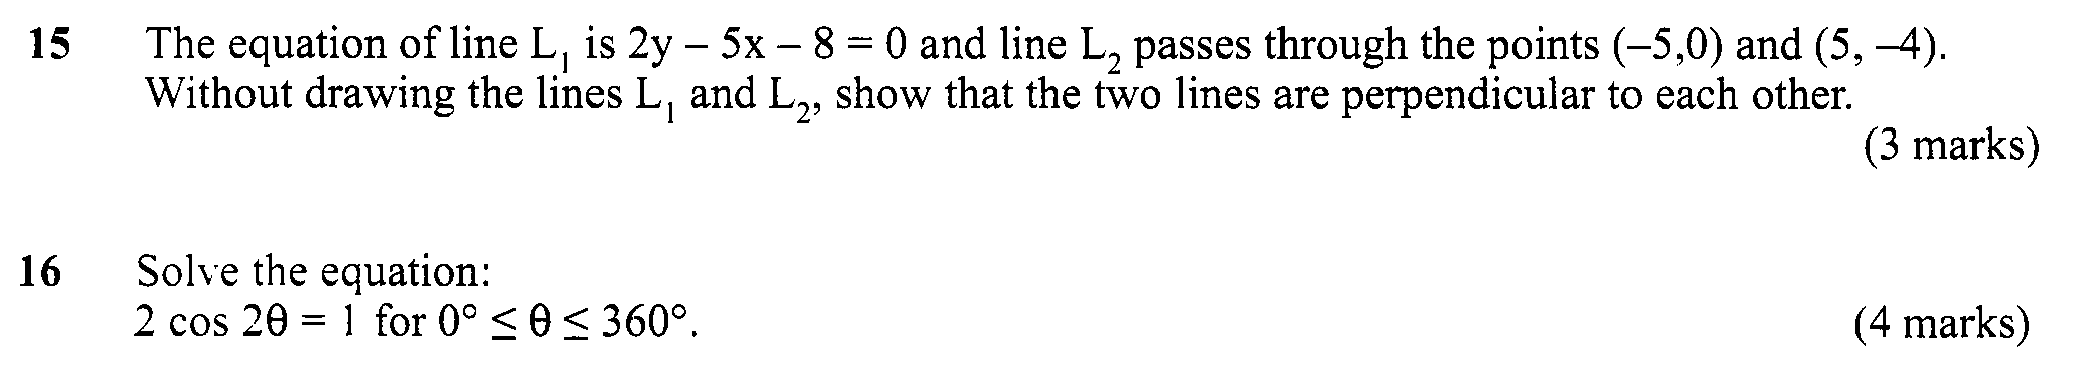 15 The equation of line L₁ is 2y – 5x – 8 = 0 and line L₂ passes through the points (–5,0) and (5, –4).
Without drawing the lines L₁ and L₂, show that the two lines are perpendicular to each other.
(3 marks)
16 Solve the equation:
2 cos 2θ = 1 for 0° ≤ θ ≤ 360°. (4 marks)